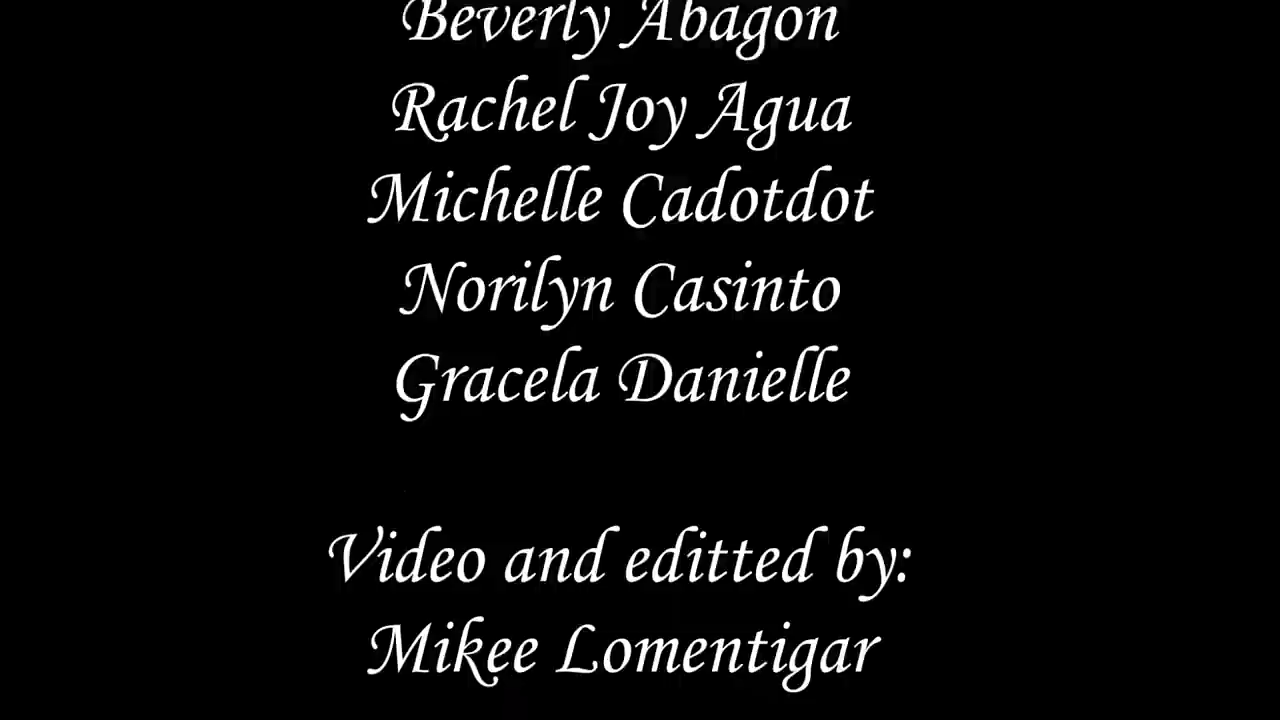 Beverly Abagon
Rachel Joy Agua
Michelle Cadotdot
Norilyn Casinto
Gracela Danielle
Video and editted by:
Mikee Lomentigar